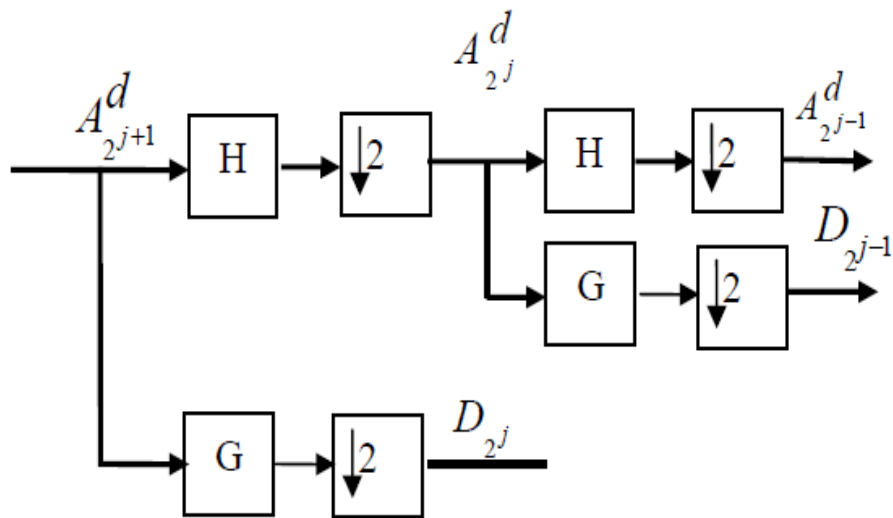 A^d_{2^j}
A^d_{2^{j+1}} H ↓2 H ↓2 A^d_{2^{j-1}}
G ↓2 D_{2^{j-1}}
G ↓2 D_{2^j}